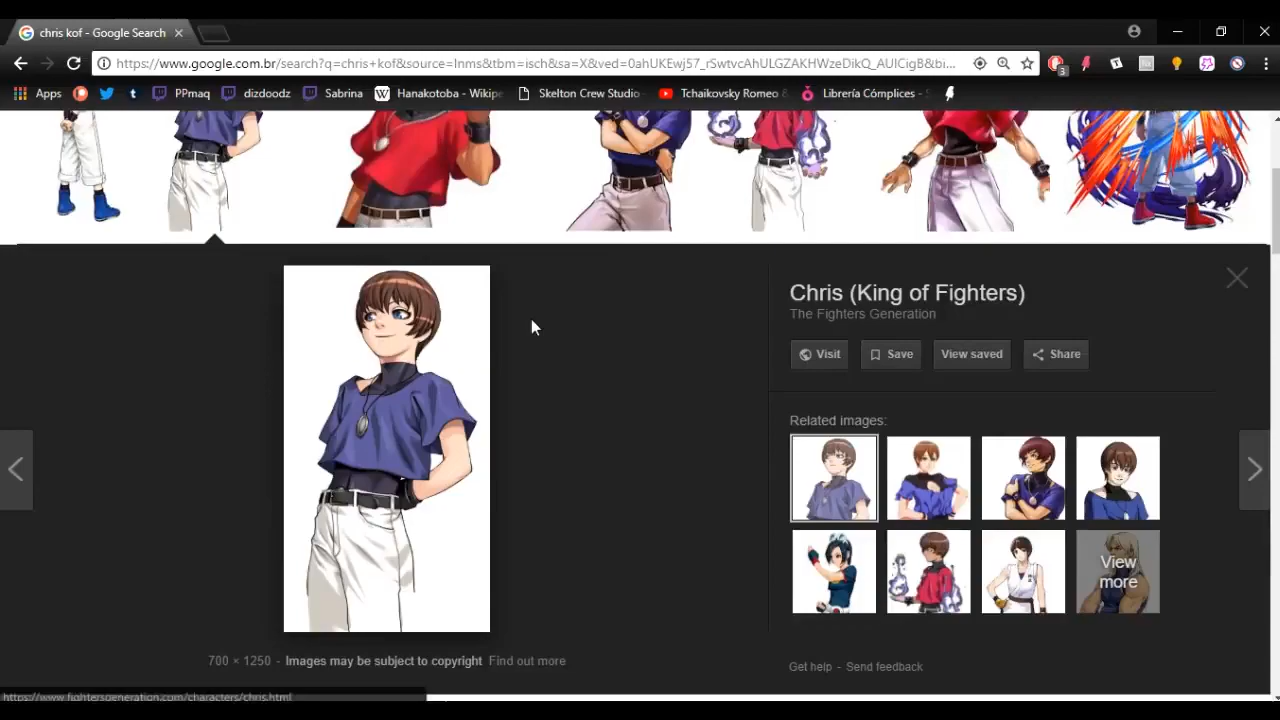 chris kof - Google Search
https://www.google.com.br/search?q=chris+kof&source=lnms&tbm=isch&sa=X&ved=0ahUKEwj57_rSwtvcAhULGZAKHWzeDikQ_AUICigB&bi...
3
Apps PPmaq dizdoodz Sabrina Hanakotoba - Wikipe Skelton Crew Studio - Tchaikovsky Romeo & Librería Cómplices -
Chris (King of Fighters)
The Fighters Generation
Visit Save View saved Share
Related images:
View
more
700 × 1250 - Images may be subject to copyright Find out more
Get help - Send feedback
https://www.fightersgeneration.com/characters/chris.html